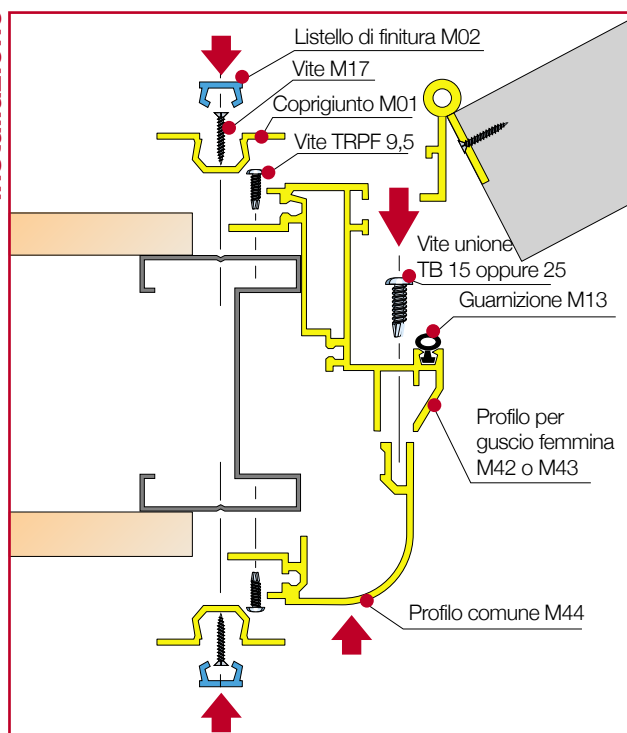 Listello di finitura M02
Vite M17
Coprigiunto M01
Vite TRPF 9,5
Vite unione
TB 15 oppure 25
Guarnizione M13
Profilo per
guscio femmina
M42 o M43
Profilo comune M44